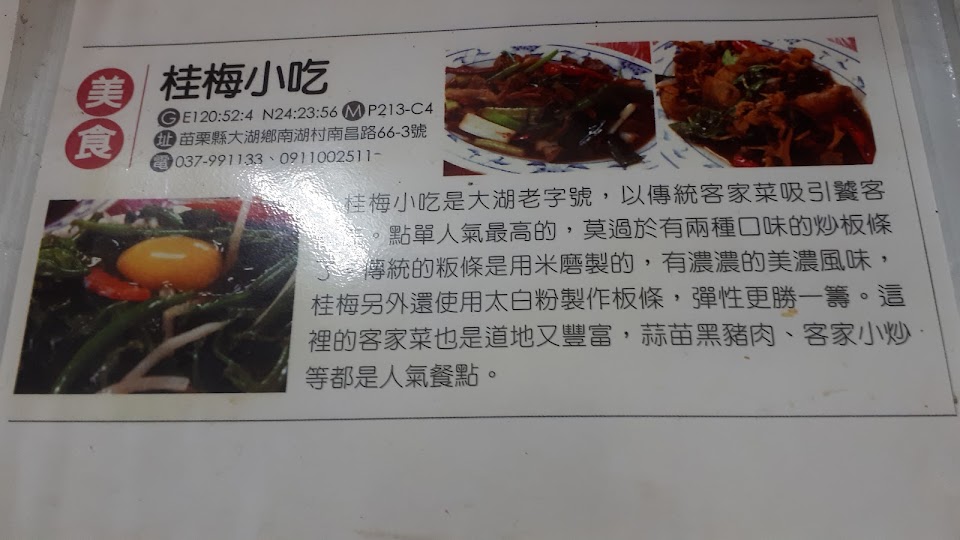 美食
桂梅小吃
G E120:52:4 N24:23:56 M P213-C4
址 苗栗縣大湖鄉南湖村南昌路66-3號
電 037-991133、0911002511
桂梅小吃是大湖老字號，以傳統客家菜吸引饕客
。點單人氣最高的，莫過於有兩種口味的炒板條
傳統的粄條是用米磨製的，有濃濃的美濃風味，
桂梅另外還使用太白粉製作板條，彈性更勝一籌。這
裡的客家菜也是道地又豐富，蒜苗黑豬肉、客家小炒
等都是人氣餐點。